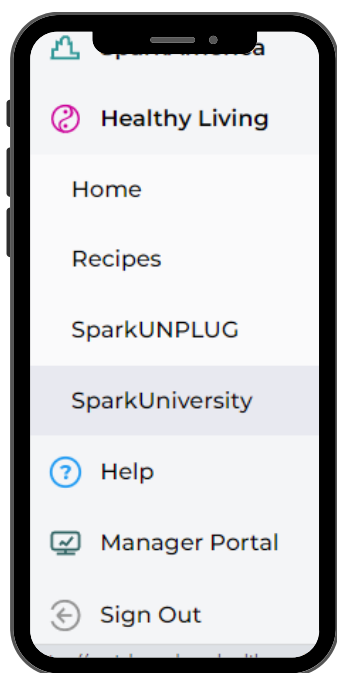 Healthy Living
Home
Recipes
SparkUNPLUG
SparkUniversity
Help
Manager Portal
Sign Out